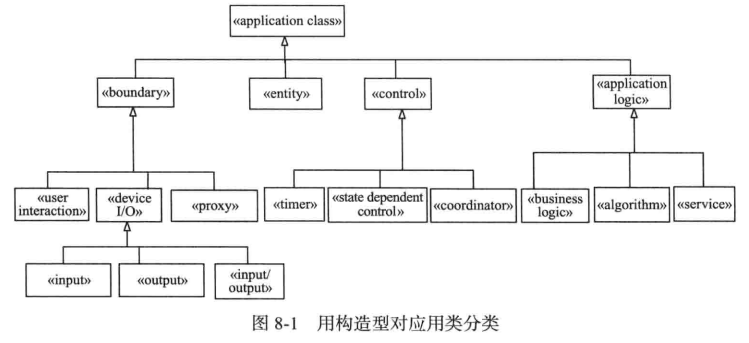 «application class»
«boundary»
«entity»
«control»
«application
logic»
«user
interaction»
«device
I/O»
«proxy»
«timer»
«state dependent
control»
«coordinator»
«business
logic»
«algorithm»
«service»
«input»
«output»
«input/
output»
图 8-1 用构造型对应用类分类